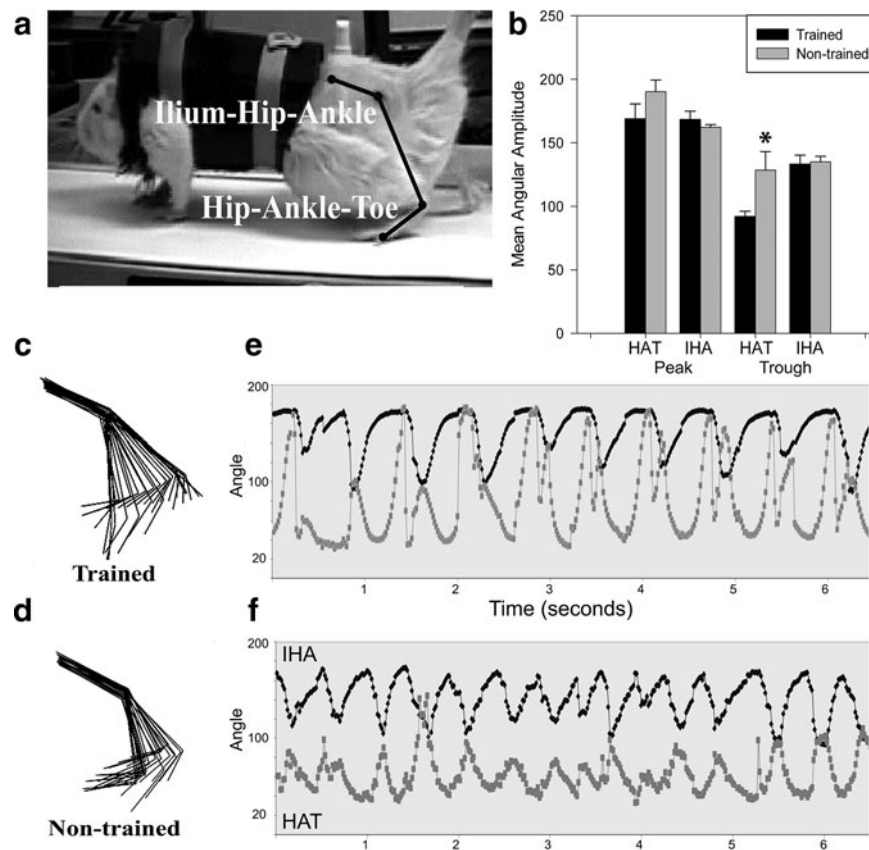 a
Ilium-Hip-Ankle
Hip-Ankle-Toe
b
Mean Angular Amplitude
250
200
150
100
50
0
Trained
Non-trained
*
HAT IHA HAT IHA
Peak Trough
c
Trained
d
Non-trained
e
Angle
200
100
20
1 2 3 4 5 6
Time (seconds)
f
Angle
200
100
20
IHA
HAT
1 2 3 4 5 6